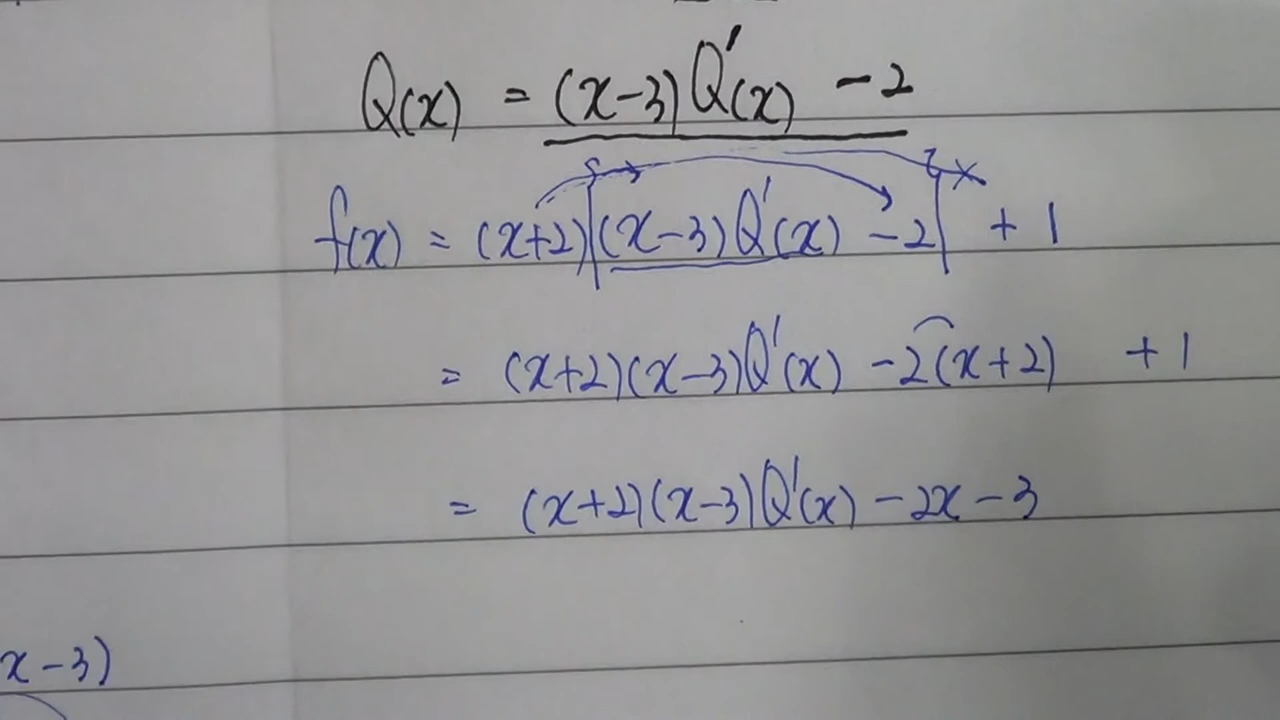 Q(x) = (x-3)Q'(x) - 2
f(x) = (x+2){(x-3)Q'(x) - 2} + 1
= (x+2)(x-3)Q'(x) - 2(x+2) + 1
= (x+2)(x-3)Q'(x) - 2x - 3
x-3)